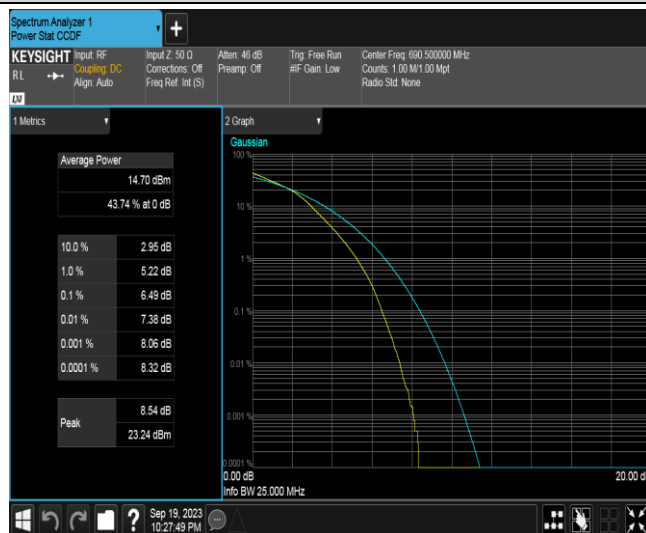 Spectrum Analyzer 1
Power Stat CCDF
KEYSIGHT
RL
LXI
Input: RF
Coupling: DC
Align: Auto
Input Z: 50 Ω
Corrections: Off
Freq Ref: Int (S)
Atten: 46 dB
Preamp: Off
Trig: Free Run
#IF Gain: Low
Center Freq: 690.500000 MHz
Counts: 1.00 M/1.00 Mpt
Radio Std: None
1 Metrics
Average Power
14.70 dBm
43.74 % at 0 dB
10.0 % 2.95 dB
1.0 % 5.22 dB
0.1 % 6.49 dB
0.01 % 7.38 dB
0.001 % 8.06 dB
0.0001 % 8.32 dB
Peak 8.54 dB
23.24 dBm
2 Graph
Gaussian
100 %
10 %
1 %
0.1 %
0.01 %
0.001 %
0.0001 %
0.00 dB 20.00 d
Info BW 25.000 MHz
? Sep 19, 2023
10:27:49 PM